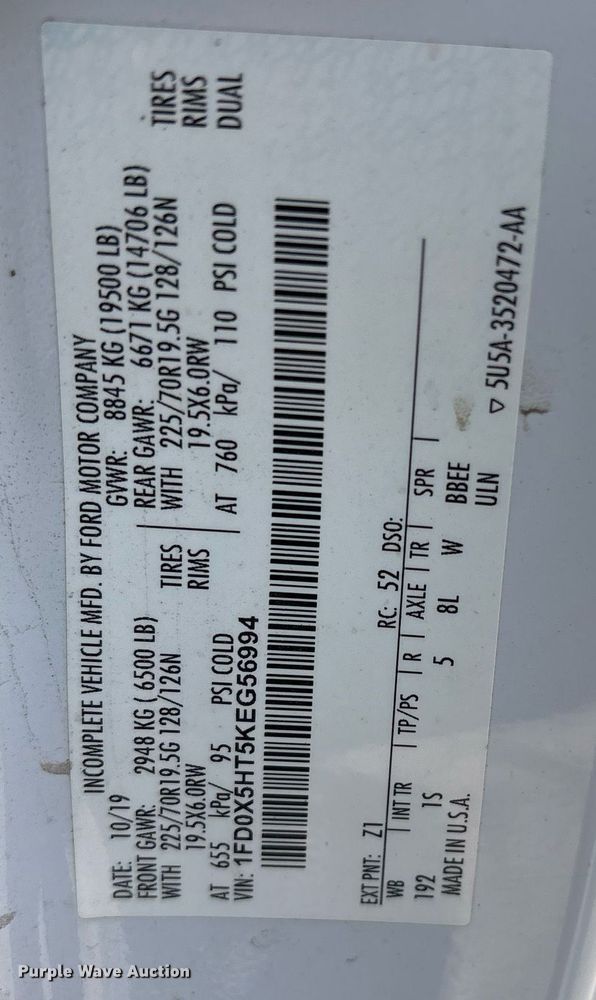 INCOMPLETE VEHICLE MFD. BY FORD MOTOR COMPANY
DATE: 10/19 GVWR: 8845 KG (19500 LB)
FRONT GAWR: 2948 KG ( 6500 LB) REAR GAWR: 6671 KG (14706 LB)
WITH 225/70R19.5G 128/126N TIRES WITH 225/70R19.5G 128/126N TIRES
19.5X6.0RW RIMS 19.5X6.0RW RIMS
AT 655 kPa/ 95 PSI COLD AT 760 kPa/ 110 PSI COLD DUAL
VIN: 1FD0X5HT5KEG56994
EXT PNT: Z1 RC: 52 DSO:
WB | INT TR | TP/PS | R | AXLE | TR | SPR |
192 1S 5 8L W BBEE
MADE IN U.S.A. ULN
▽ 5U5A-3520472-AA
Purple Wave Auction